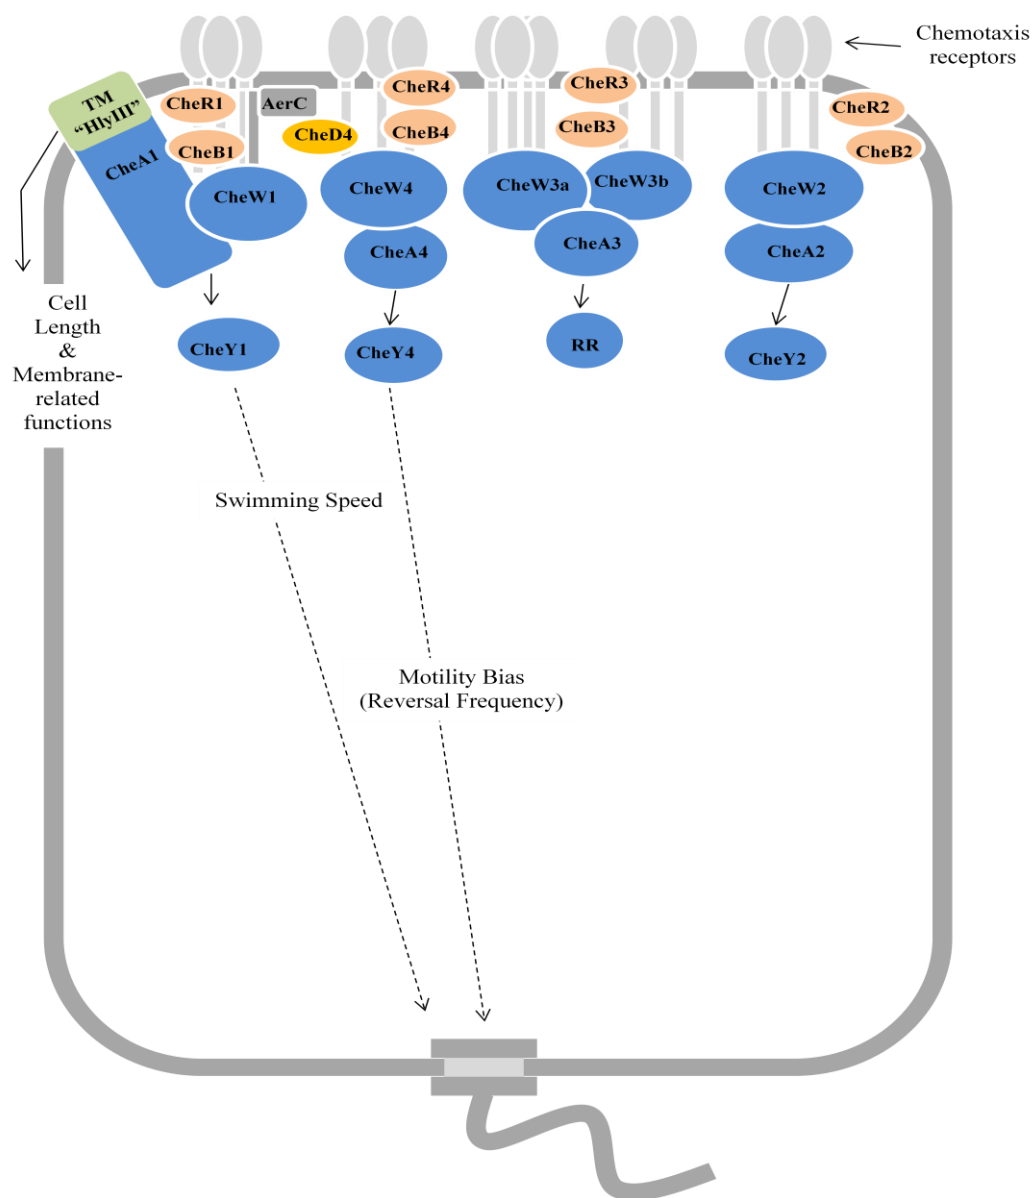 Chemotaxis
receptors
TM
“HlyIII”
CheA1
CheR1
CheB1
AerC
CheW1
CheD4
CheR4
CheB4
CheW4
CheA4
CheR3
CheB3
CheW3a
CheW3b
CheA3
CheR2
CheB2
CheW2
CheA2
Cell
Length
&
Membrane-
related
functions
CheY1
CheY4
RR
CheY2
Swimming Speed
Motility Bias
(Reversal Frequency)